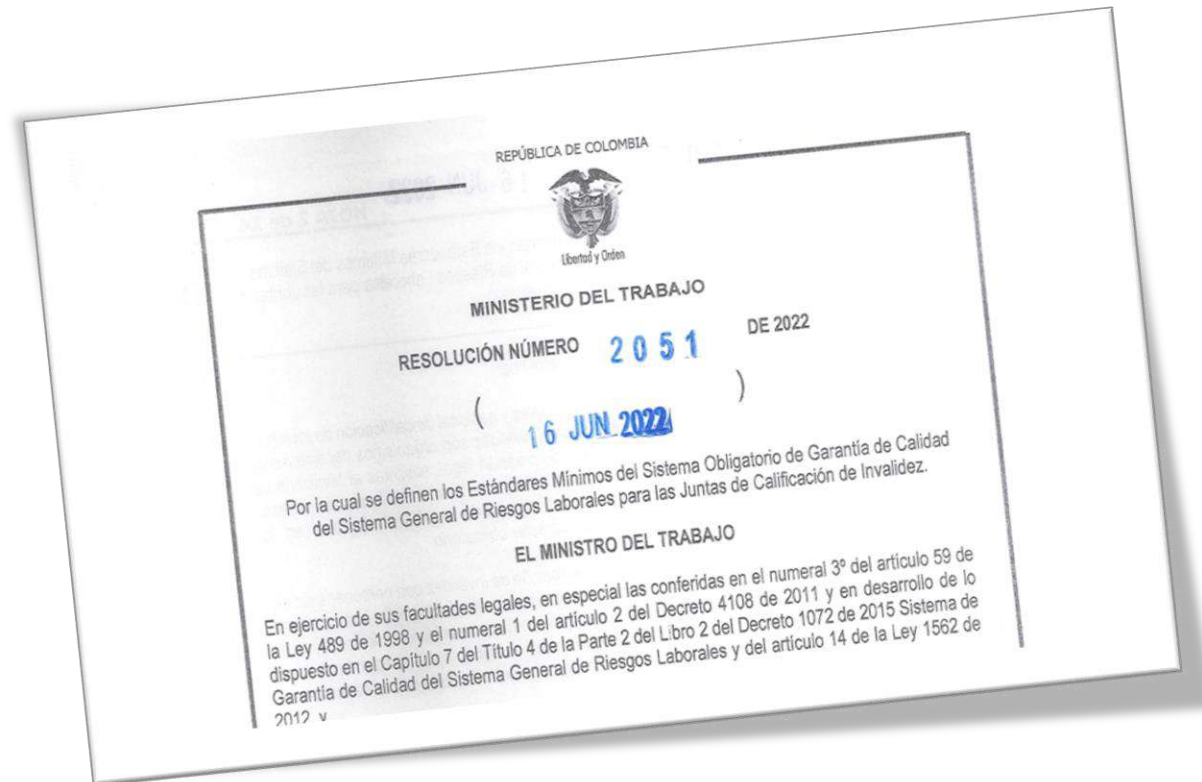 REPÚBLICA DE COLOMBIA
Libertad y Orden
MINISTERIO DEL TRABAJO
RESOLUCIÓN NÚMERO 2051 DE 2022
( 16 JUN 2022 )
Por la cual se definen los Estándares Mínimos del Sistema Obligatorio de Garantía de Calidad
del Sistema General de Riesgos Laborales para las Juntas de Calificación de Invalidez.
EL MINISTRO DEL TRABAJO
En ejercicio de sus facultades legales, en especial las conferidas en el numeral 3º del artículo 59 de
la Ley 489 de 1998 y el numeral 1 del artículo 2 del Decreto 4108 de 2011 y en desarrollo de lo
dispuesto en el Capítulo 7 del Título 4 de la Parte 2 del Libro 2 del Decreto 1072 de 2015 Sistema de
Garantía de Calidad del Sistema General de Riesgos Laborales y del artículo 14 de la Ley 1562 de
2012 y